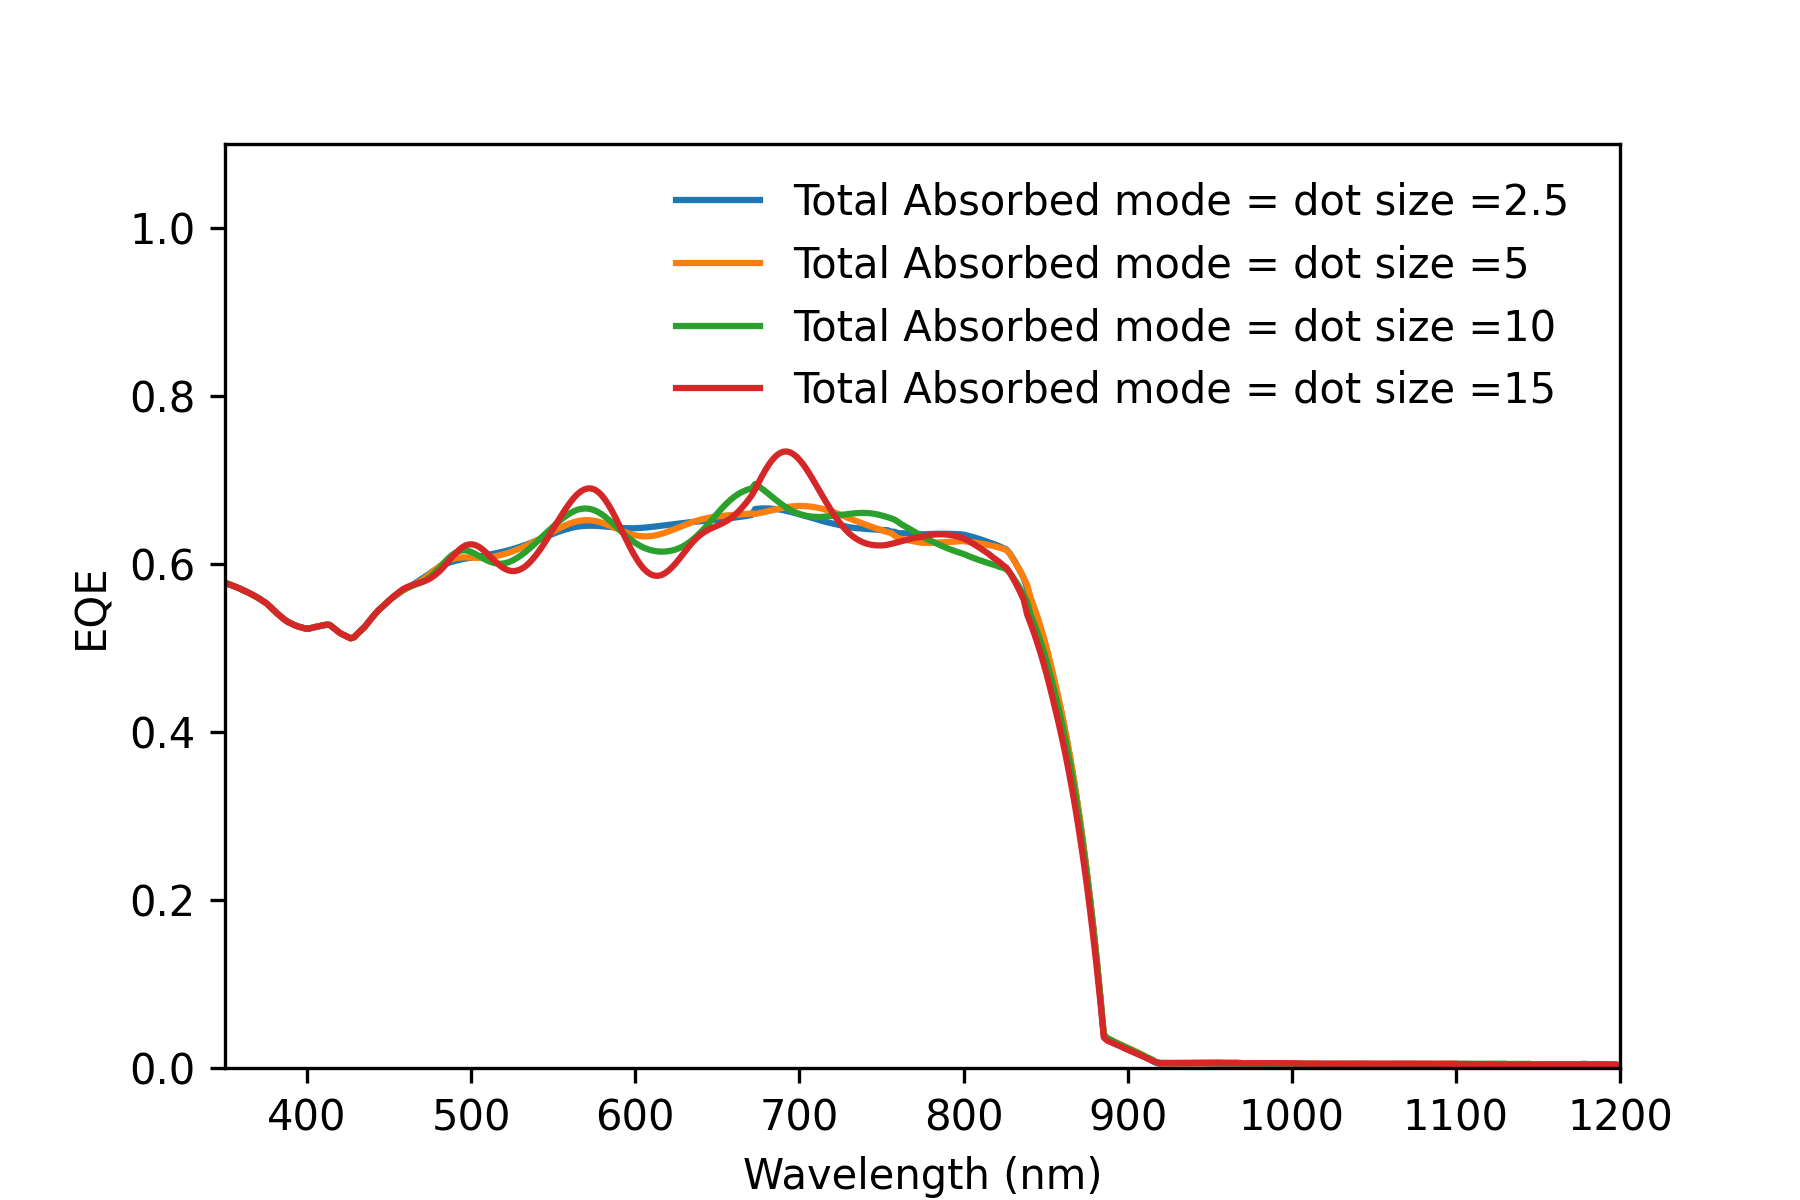 Total Absorbed mode = dot size =2.5
Total Absorbed mode = dot size =5
Total Absorbed mode = dot size =10
Total Absorbed mode = dot size =15
1.0
0.8
0.6
0.4
0.2
0.0
EQE
400 500 600 700 800 900 1000 1100 1200
Wavelength (nm)